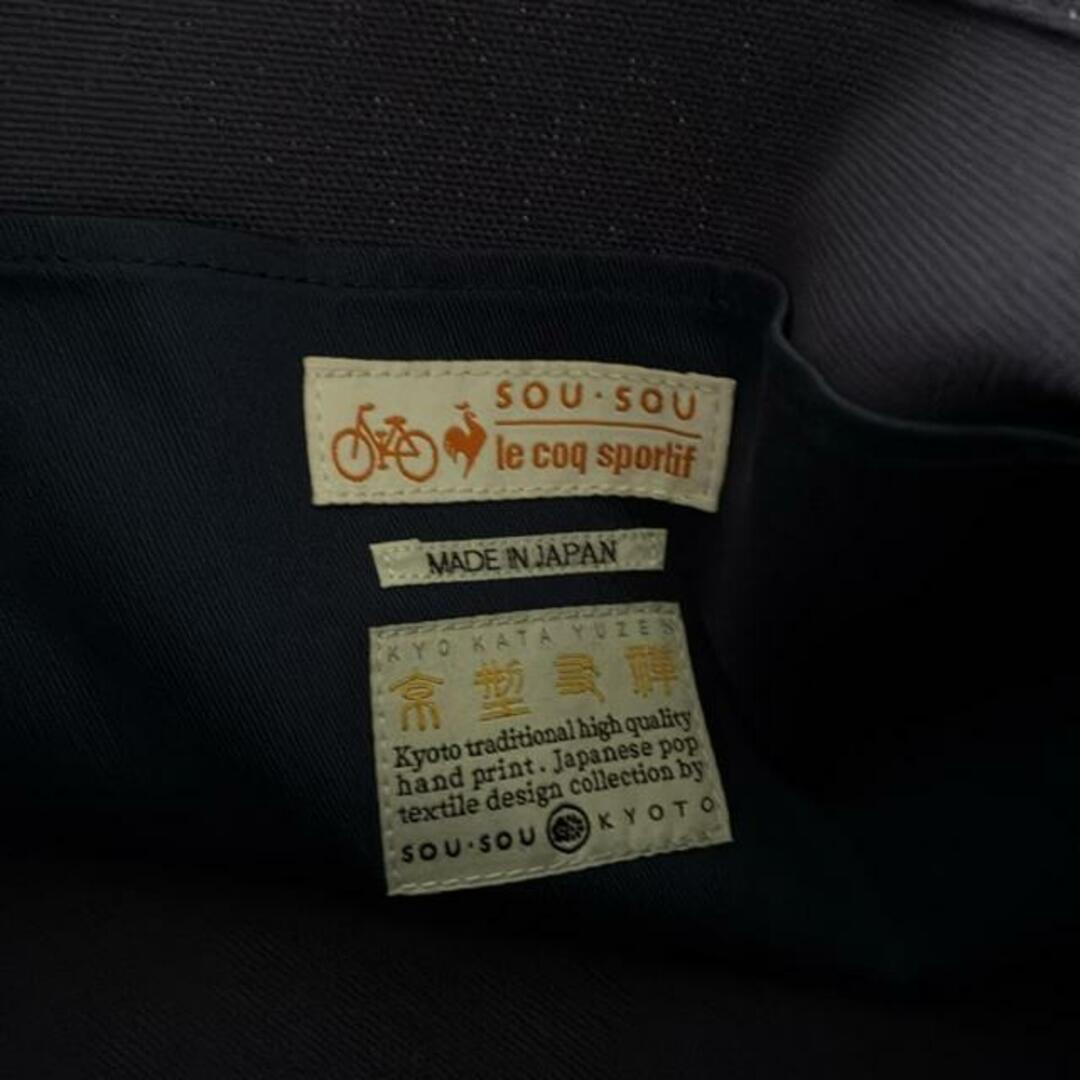 SOU・SOU
le coq sportif
MADE IN JAPAN
KYO KATA YUZEN
京型友禅
Kyoto traditional high quality
hand print. Japanese pop
textile design collection by
SOU・SOU KYOTO